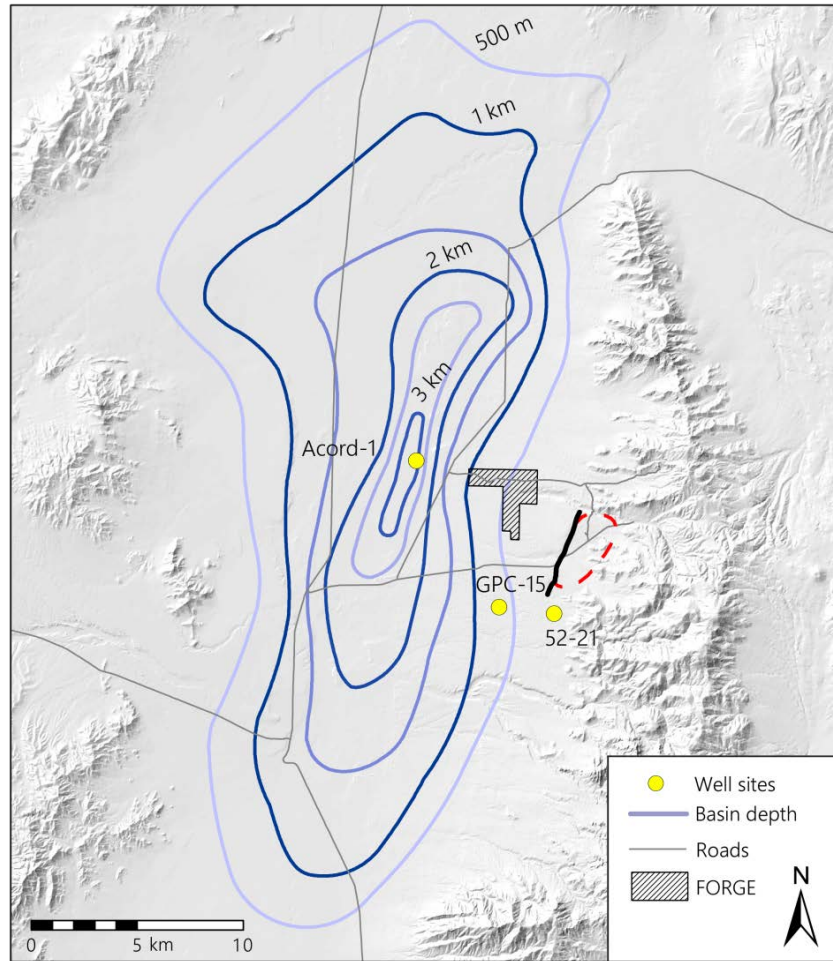 500 m
1 km
2 km
3 km
Acord-1
GPC-15
52-21
Well sites
Basin depth
Roads
FORGE
N
0 5 km 10